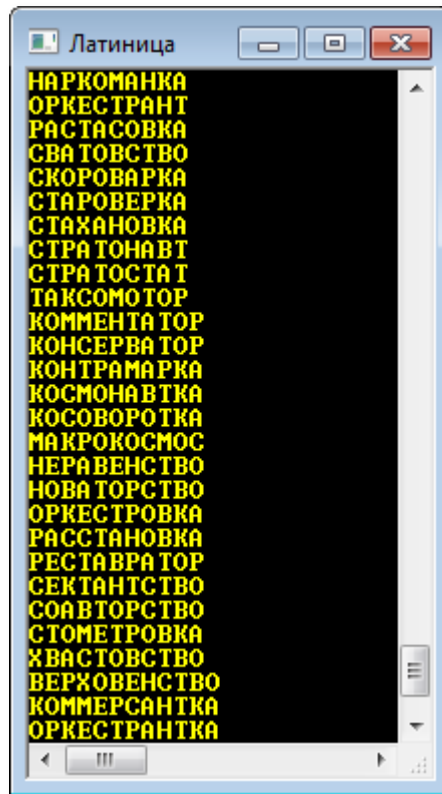 Латиница
НАРКОМАНКА
ОРКЕСТРАНТ
РАСТАСОВКА
СВАТОВСТВО
СКОРОВАРКА
СТАРОВЕРКА
СТАХАНОВКА
СТРАТОНАВТ
СТРАТОСТАТ
ТАКСОМОТОР
КОММЕНТАТОР
КОНСЕРВАТОР
КОНТРАМАРКА
КОСМОНАВТКА
КОСОВОРОТКА
МАКРОКОСМОС
НЕРАВЕНСТВО
НОВАТОРСТВО
ОРКЕСТРОВКА
РАССТАНОВКА
РЕСТАВРАТОР
СЕКТАНТСТВО
СОАВТОРСТВО
СТОМЕТРОВКА
ХВАСТОВСТВО
ВЕРХОВЕНСТВО
КОММЕРСАНТКА
ОРКЕСТРАНТКА